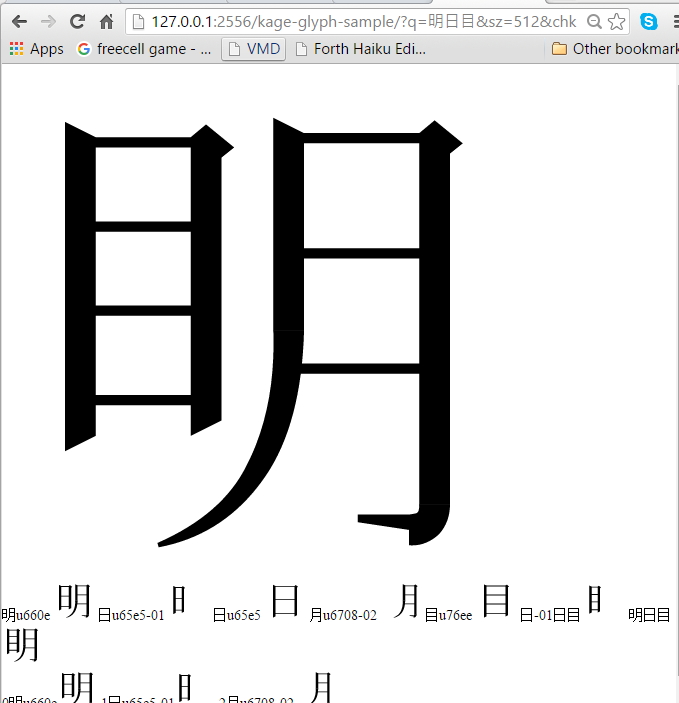 127.0.0.1:2556/kage-glyph-sample/?q=明日目&sz=512&chk
Apps freecell game - ... VMD Forth Haiku Edi... Other bookmark
眀
明u660e 明 日u65e5-01 日 日u65e5 日 月u6708-02 月 目u76ee 目 日-01日目 目 明日目
眀
0明u660e 明 1日u65e5-01 日 2月u6708-02 月